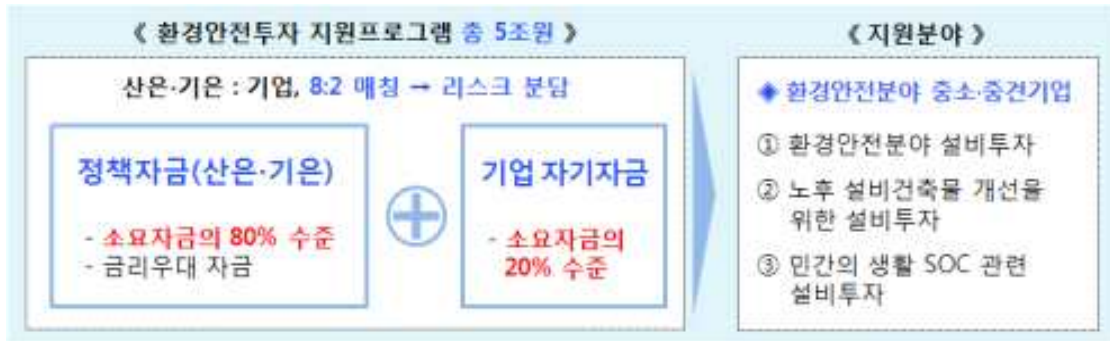 《 환경안전투자 지원프로그램 총 5조원 》
산은·기은 : 기업, 8:2 매칭 → 리스크 분담
정책자금(산은·기은)
- 소요자금의 80% 수준
- 금리우대 자금
기업 자기자금
- 소요자금의
20% 수준
《 지원분야 》
◈ 환경안전분야 중소·중견기업
① 환경안전분야 설비투자
② 노후 설비건축물 개선을
위한 설비투자
③ 민간의 생활 SOC 관련
설비투자